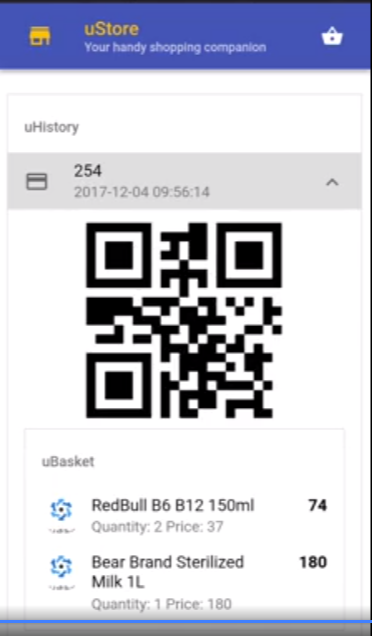 uStore
Your handy shopping companion
uHistory
254
2017-12-04 09:56:14
uBasket
RedBull B6 B12 150ml 74
Quantity: 2 Price: 37
Bear Brand Sterilized 180
Milk 1L
Quantity: 1 Price: 180